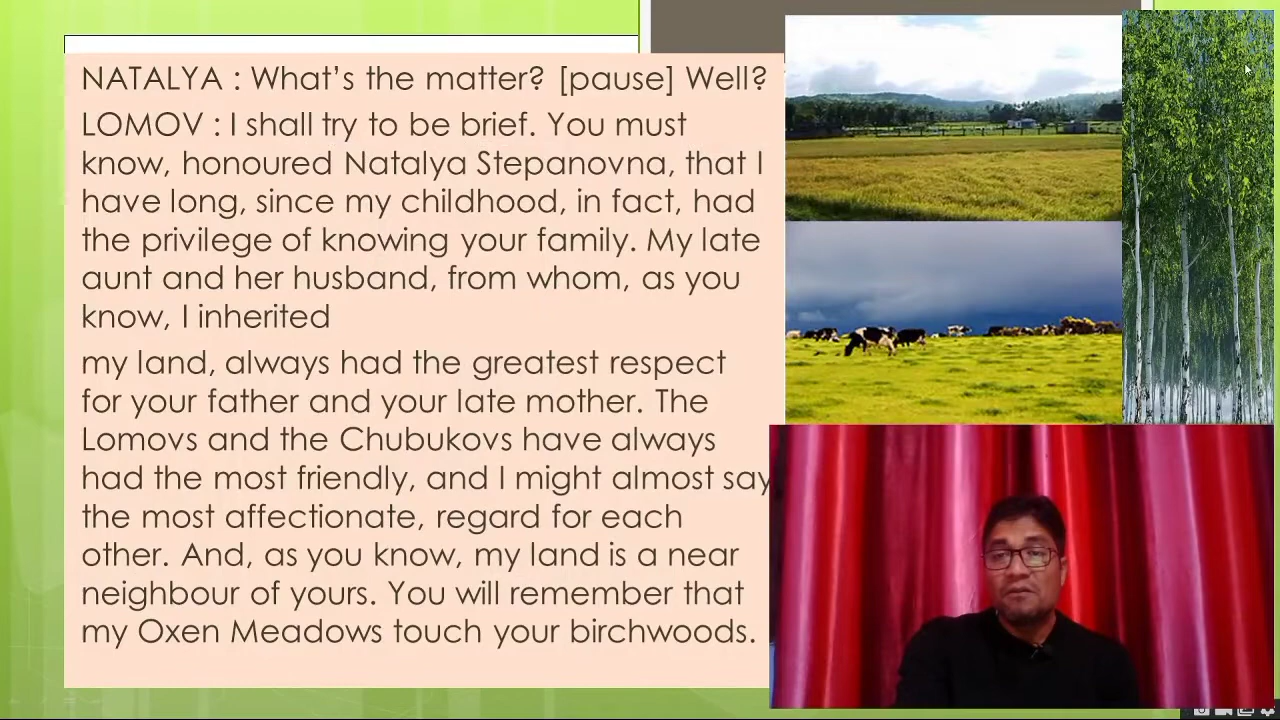 NATALYA : What’s the matter? [pause] Well?
LOMOV : I shall try to be brief. You must
know, honoured Natalya Stepanovna, that I
have long, since my childhood, in fact, had
the privilege of knowing your family. My late
aunt and her husband, from whom, as you
know, I inherited
my land, always had the greatest respect
for your father and your late mother. The
Lomovs and the Chubukovs have always
had the most friendly, and I might almost say
the most affectionate, regard for each
other. And, as you know, my land is a near
neighbour of yours. You will remember that
my Oxen Meadows touch your birchwoods.